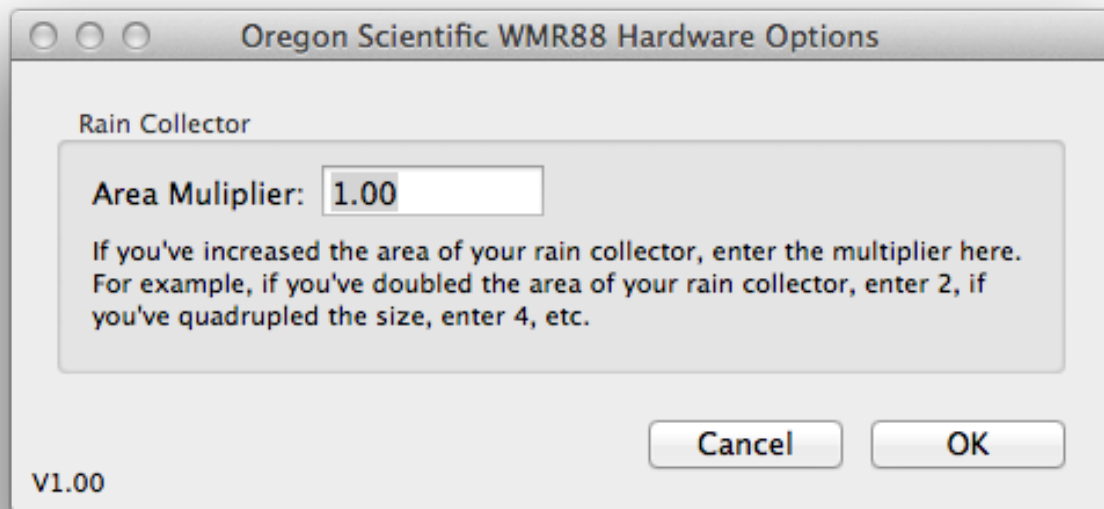 Oregon Scientific WMR88 Hardware Options
Rain Collector
Area Muliplier: 1.00
If you've increased the area of your rain collector, enter the multiplier here.
For example, if you've doubled the area of your rain collector, enter 2, if
you've quadrupled the size, enter 4, etc.
Cancel OK
V1.00